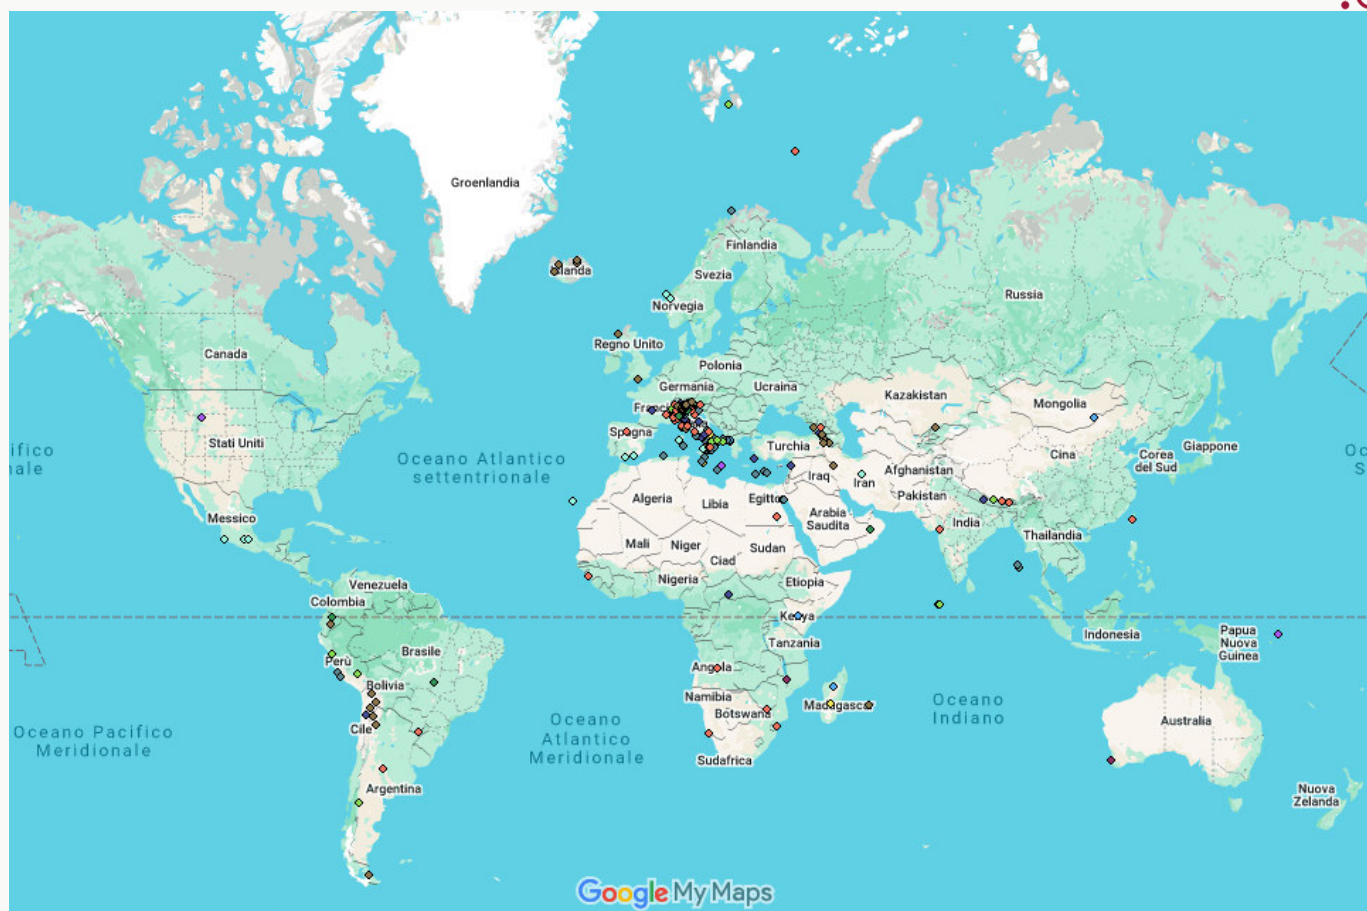 Groenlandia
Finlandia
Islanda
Svezia
Russia
Norvegia
Regno Unito
Canada
Polonia
Germania
Ucraina
Kazakistan
Mongolia
Francia
Spagna
Stati Uniti
Turchia
Giappone
Cina
Corea
del Sud
Oceano Atlantico
settentrionale
Iraq
Iran
Afghanistan
Pakistan
Algeria
Libia
Egitto
Arabia
Saudita
Messico
India
Thailandia
Mali
Niger
Sudan
Ciad
Venezuela
Nigeria
Etiopia
Colombia
Kenya
Indonesia
Papua
Nuova
Guinea
Tanzania
Brasile
Perù
Angola
Bolivia
Namibia
Madagascar
Botswana
Oceano
Indiano
Oceano
Atlantico
Meridionale
Australia
Cile
Oceano Pacifico
Meridionale
Sudafrica
Argentina
Nuova
Zelanda
Google My Maps